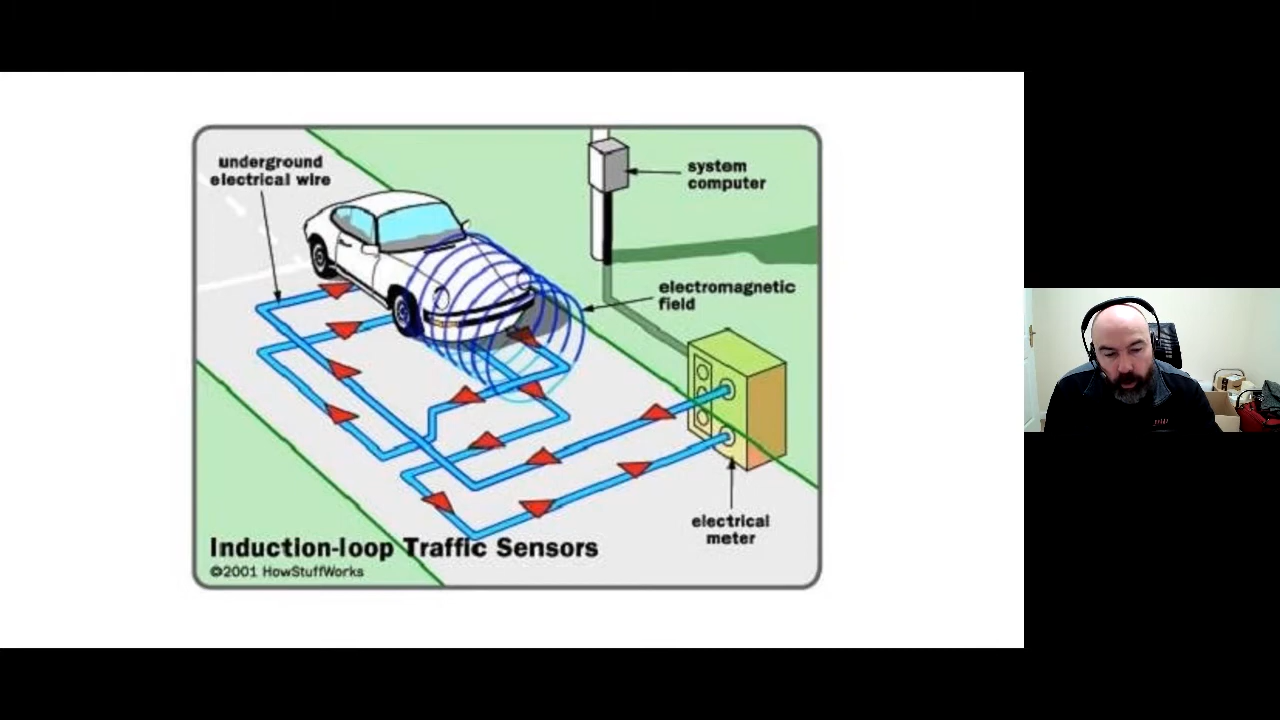 underground
electrical wire
system
computer
electromagnetic
field
electrical
meter
Induction-loop Traffic Sensors
©2001 HowStuffWorks